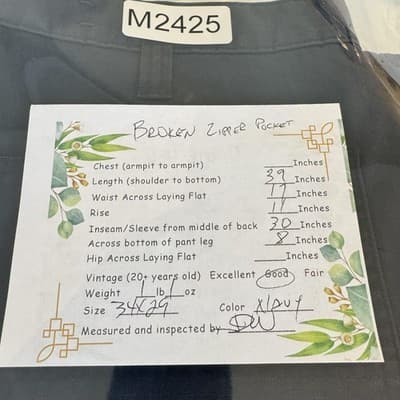 M2425
BROKEN ZIPPER POCKET
Chest (armpit to armpit) ___Inches
Length (shoulder to bottom) 39 Inches
Waist Across Laying Flat 17 Inches
Rise 11 Inches
Inseam/Sleeve from middle of back 30 Inches
Across bottom of pant leg 8 Inches
Hip Across Laying Flat ___Inches
Vintage (20+ years old) Excellent Good Fair
Weight 1 lb 1 oz
Size 34X29 Color NAVY
Measured and inspected by DW